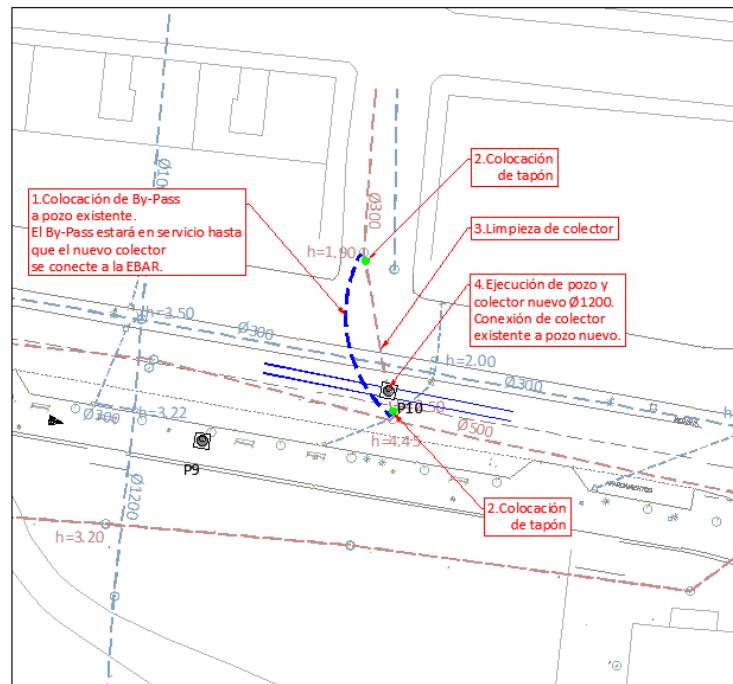 2.Colocación
de tapón
1.Colocación de By-Pass
a pozo existente.
El By-Pass estará en servicio hasta
que el nuevo colector
se conecte a la EBAR.
Ø300
3.Limpieza de colector
h=1,90
4.Ejecución de pozo y
colector nuevo Ø1200.
Conexión de colector
existente a pozo nuevo.
h=3.50
Ø300
h=2.00
Ø300
P10
h=3,22
Ø300
h=4.45
Ø500
P9
Ø1200
2.Colocación
de tapón
h=3.20